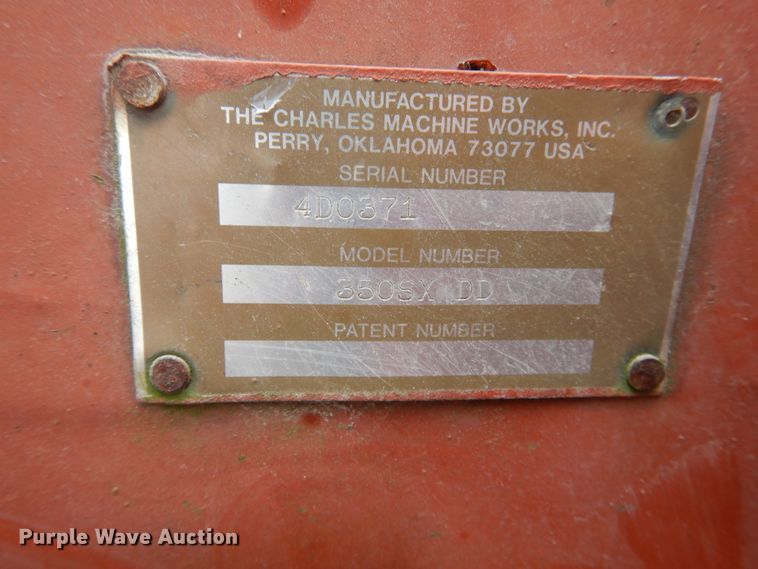 MANUFACTURED BY
THE CHARLES MACHINE WORKS, INC.
PERRY, OKLAHOMA 73077 USA
SERIAL NUMBER
4D0371
MODEL NUMBER
350SX DD
PATENT NUMBER
Purple Wave Auction